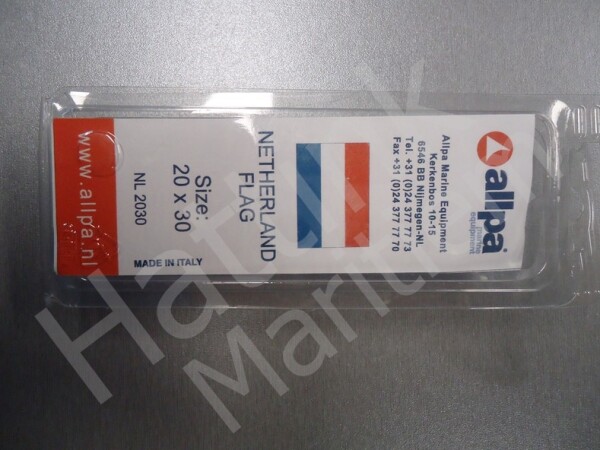 allpa
marine
equipment
Allpa Marine Equipment
Kerkenbos 10-15
6546 BB Nijmegen-NL
Tel. +31 (0)24 377 77 73
Fax +31 (0)24 377 77 70
NETHERLAND
FLAG
Size:
20 x 30
NL 2030
MADE IN ITALY
www.allpa.nl
Hatunk
Maritiem